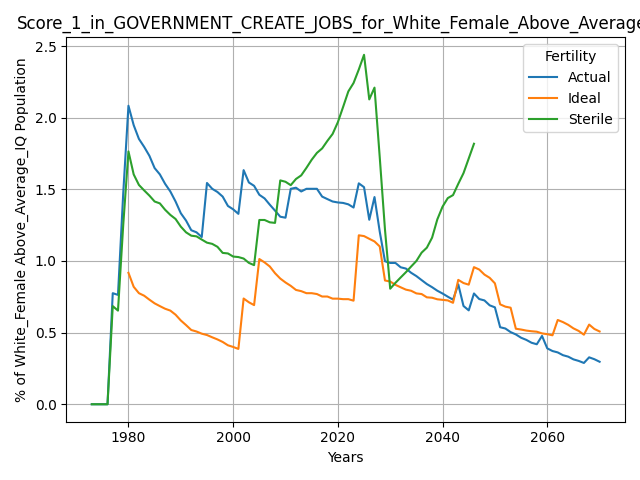 Score_1_in_GOVERNMENT_CREATE_JOBS_for_White_Female_Above_Average
2.5
2.0
1.5
1.0
0.5
0.0
% of White_Female Above_Average_IQ Population
Fertility
Actual
Ideal
Sterile
1980 2000 2020 2040 2060
Years